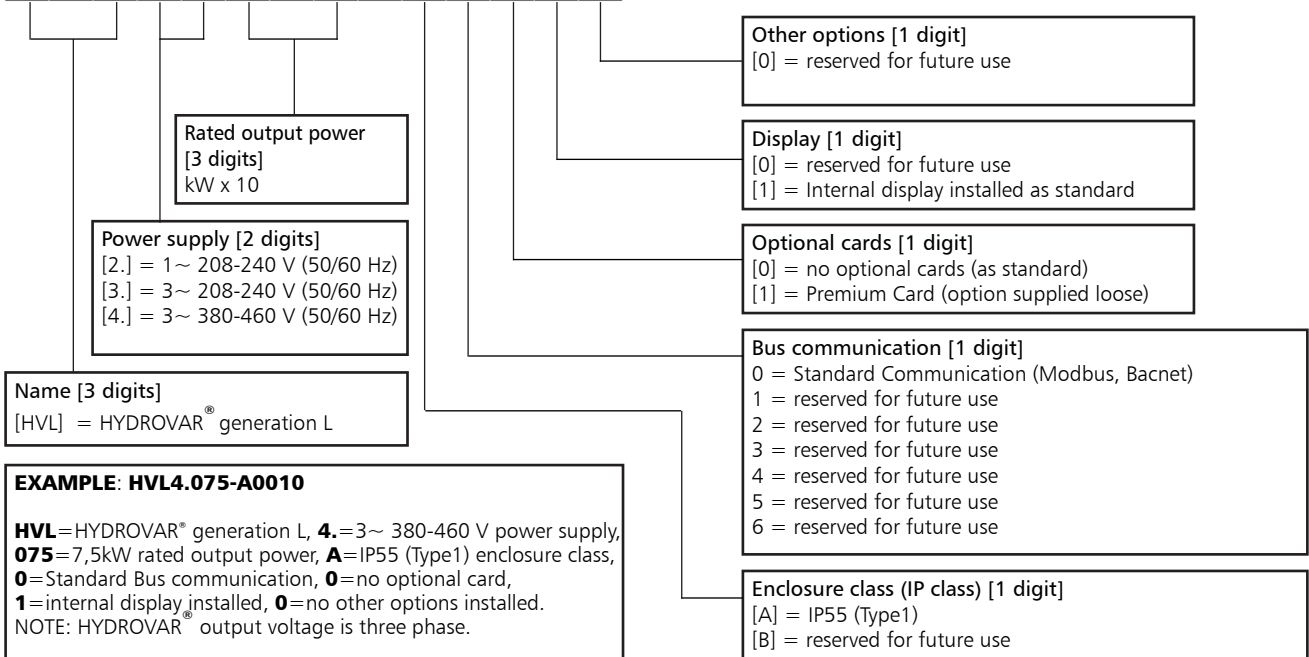 Other options [1 digit]
[0] = reserved for future use
Rated output power
[3 digits]
kW x 10
Display [1 digit]
[0] = reserved for future use
[1] = Internal display installed as standard
Power supply [2 digits]
[2.] = 1~ 208-240 V (50/60 Hz)
[3.] = 3~ 208-240 V (50/60 Hz)
[4.] = 3~ 380-460 V (50/60 Hz)
Optional cards [1 digit]
[0] = no optional cards (as standard)
[1] = Premium Card (option supplied loose)
Name [3 digits]
[HVL] = HYDROVAR® generation L
Bus communication [1 digit]
0 = Standard Communication (Modbus, Bacnet)
1 = reserved for future use
2 = reserved for future use
3 = reserved for future use
4 = reserved for future use
5 = reserved for future use
6 = reserved for future use
EXAMPLE: HVL4.075-A0010
HVL=HYDROVAR® generation L, 4.=3~ 380-460 V power supply,
075=7,5kW rated output power, A=IP55 (Type1) enclosure class,
0=Standard Bus communication, 0=no optional card,
1=internal display installed, 0=no other options installed.
NOTE: HYDROVAR® output voltage is three phase.
Enclosure class (IP class) [1 digit]
[A] = IP55 (Type1)
[B] = reserved for future use